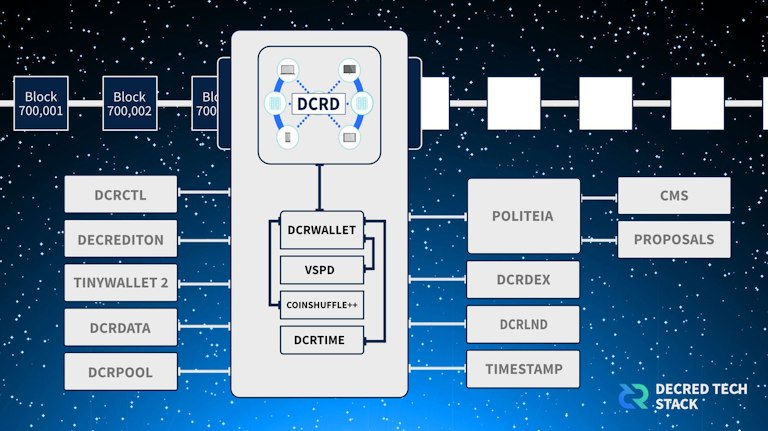 Block
700,001
Block
700,002
Blo
700
DCRD
DCRCTL
DECREDITON
TINYWALLET 2
DCRDATA
DCRPOOL
DCRWALLET
VSPD
COINSHUFFLE++
DCRTIME
POLITEIA
CMS
PROPOSALS
DCRDEX
DCRLND
TIMESTAMP
DECRED TECH
STACK